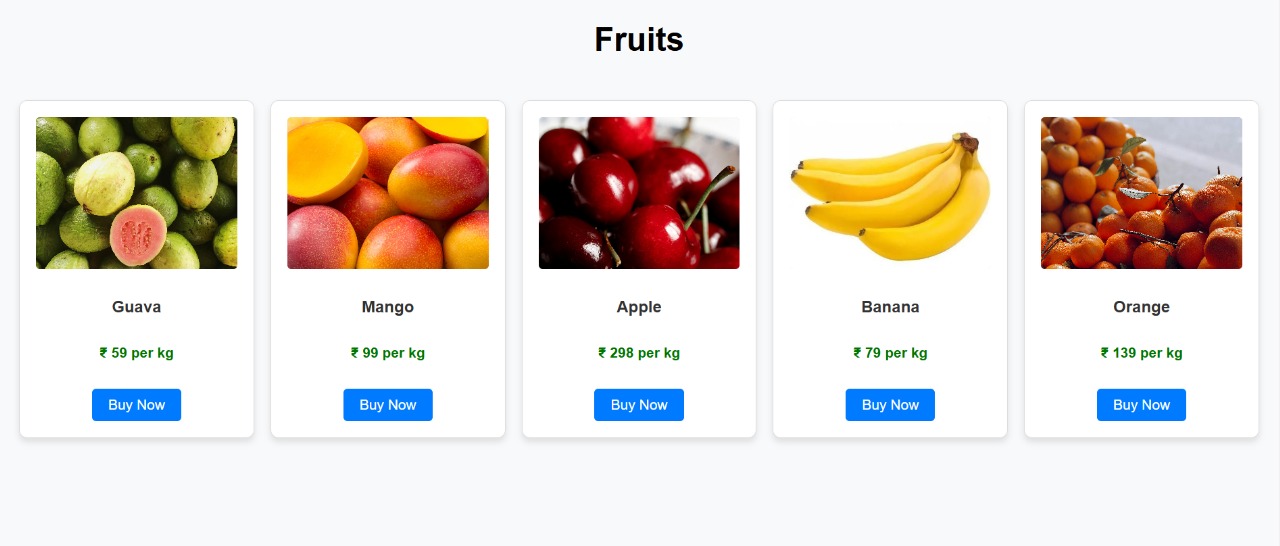 Fruits
Guava
₹ 59 per kg
Buy Now
Mango
₹ 99 per kg
Buy Now
Apple
₹ 298 per kg
Buy Now
Banana
₹ 79 per kg
Buy Now
Orange
₹ 139 per kg
Buy Now